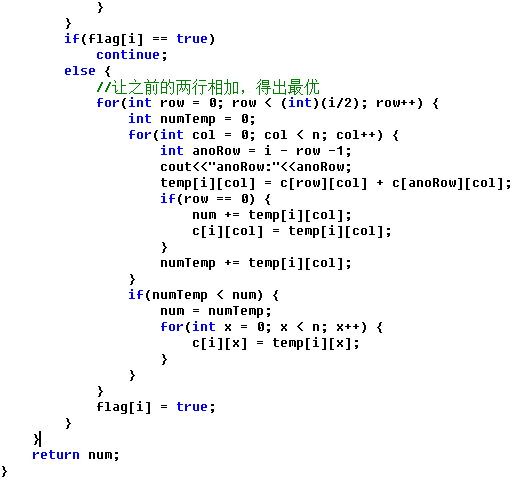 }
        }
        if(flag[i] == true)
            continue;
        else {
            //让之前的两行相加，得出最优
            for(int row = 0; row < (int)(i/2); row++) {
                int numTemp = 0;
                for(int col = 0; col < n; col++) {
                    int anoRow = i - row -1;
                    cout<<"anoRow:"<<anoRow;
                    temp[i][col] = c[row][col] + c[anoRow][col];
                    if(row == 0) {
                        num += temp[i][col];
                        c[i][col] = temp[i][col];
                    }
                    numTemp += temp[i][col];
                }
                if(numTemp < num) {
                    num = numTemp;
                    for(int x = 0; x < n; x++) {
                        c[i][x] = temp[i][x];
                    }
                }
            }
            flag[i] = true;
        }
    }
    return num;
}